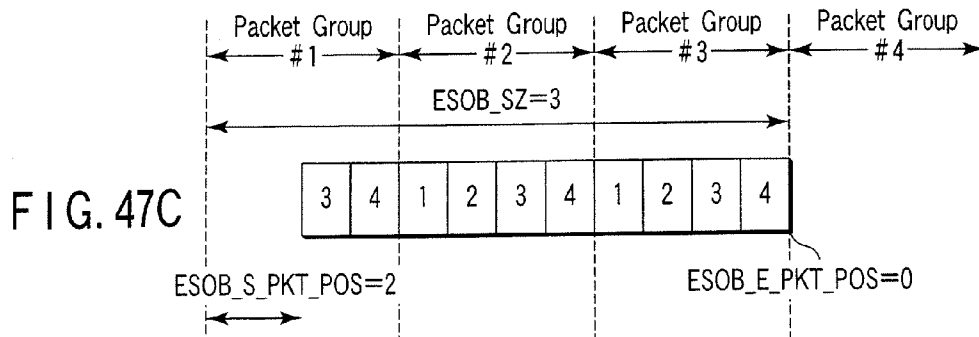 Packet Group Packet Group Packet Group Packet Group
#1 #2 #3 #4
ESOB_SZ=3
FIG. 47C
3 4 1 2 3 4 1 2 3 4
ESOB_S_PKT_POS=2
ESOB_E_PKT_POS=0